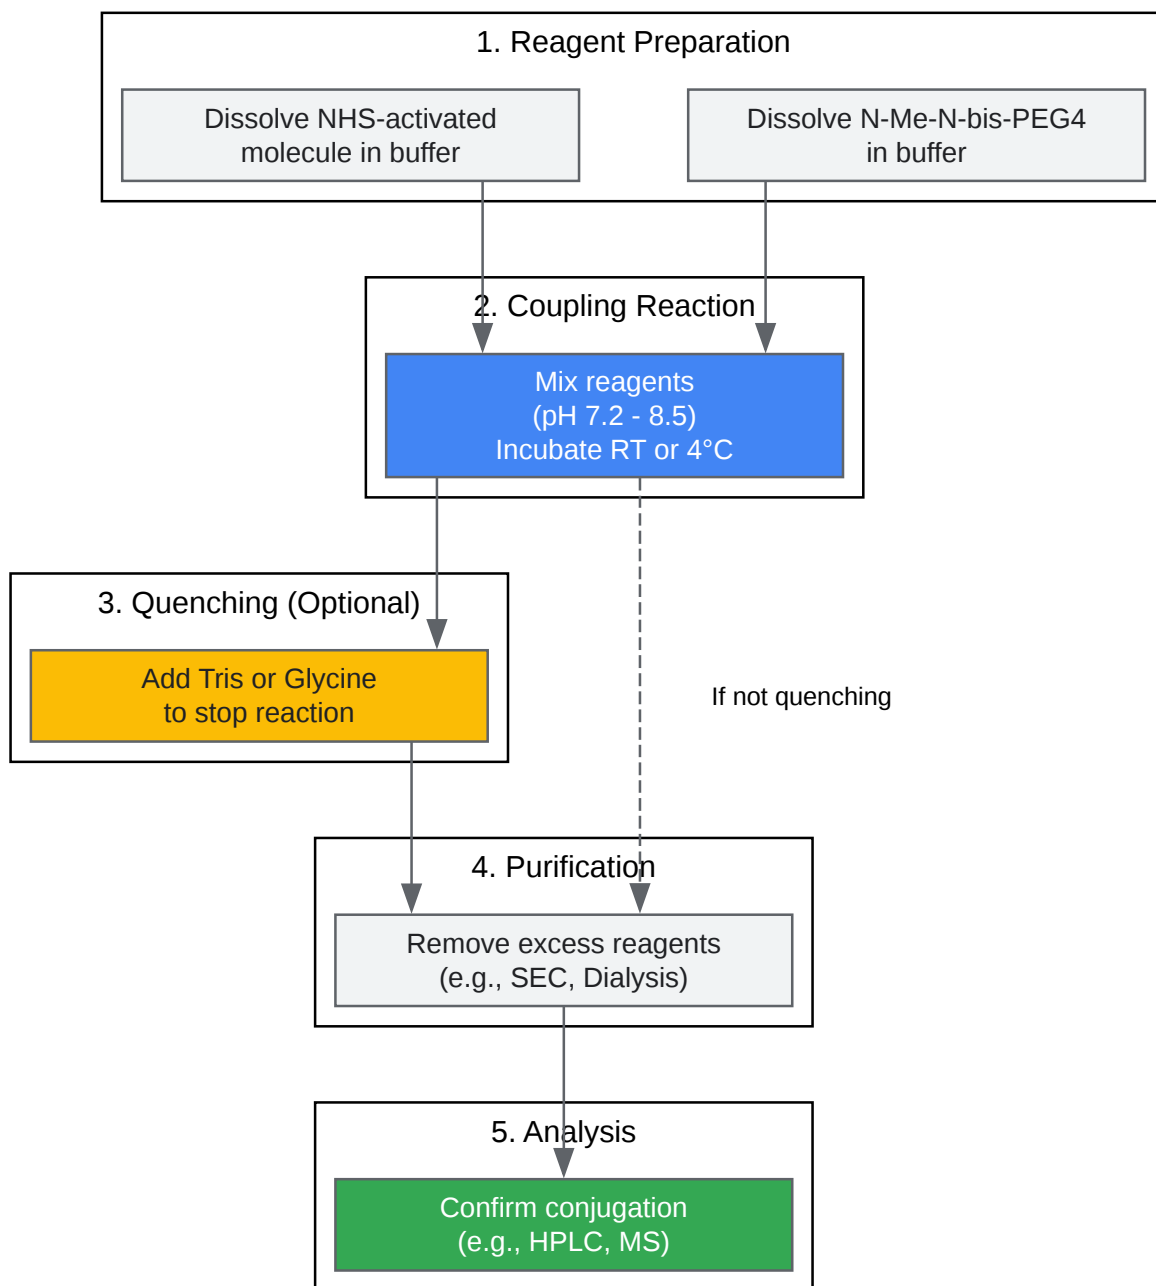 1. Reagent Preparation
Dissolve NHS-activated
molecule in buffer
Dissolve N-Me-N-bis-PEG4
in buffer
2. Coupling Reaction
Mix reagents
(pH 7.2 - 8.5)
Incubate RT or 4°C
3. Quenching (Optional)
Add Tris or Glycine
to stop reaction
If not quenching
4. Purification
Remove excess reagents
(e.g., SEC, Dialysis)
5. Analysis
Confirm conjugation
(e.g., HPLC, MS)